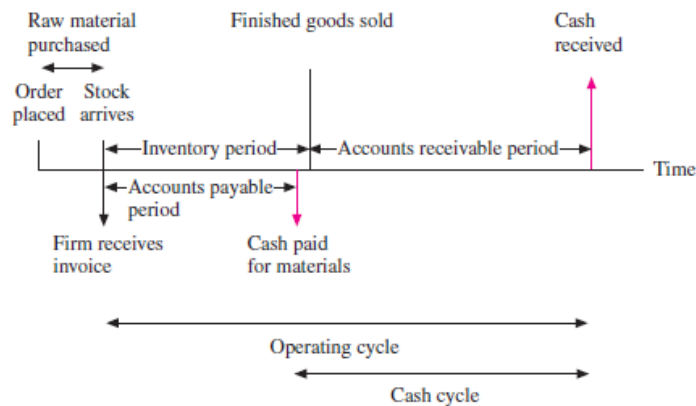 Raw material
purchased
Finished goods sold
Cash
received
Order
placed
Stock
arrives
Inventory period
Accounts receivable period
Time
Accounts payable
period
Firm receives
invoice
Cash paid
for materials
Operating cycle
Cash cycle